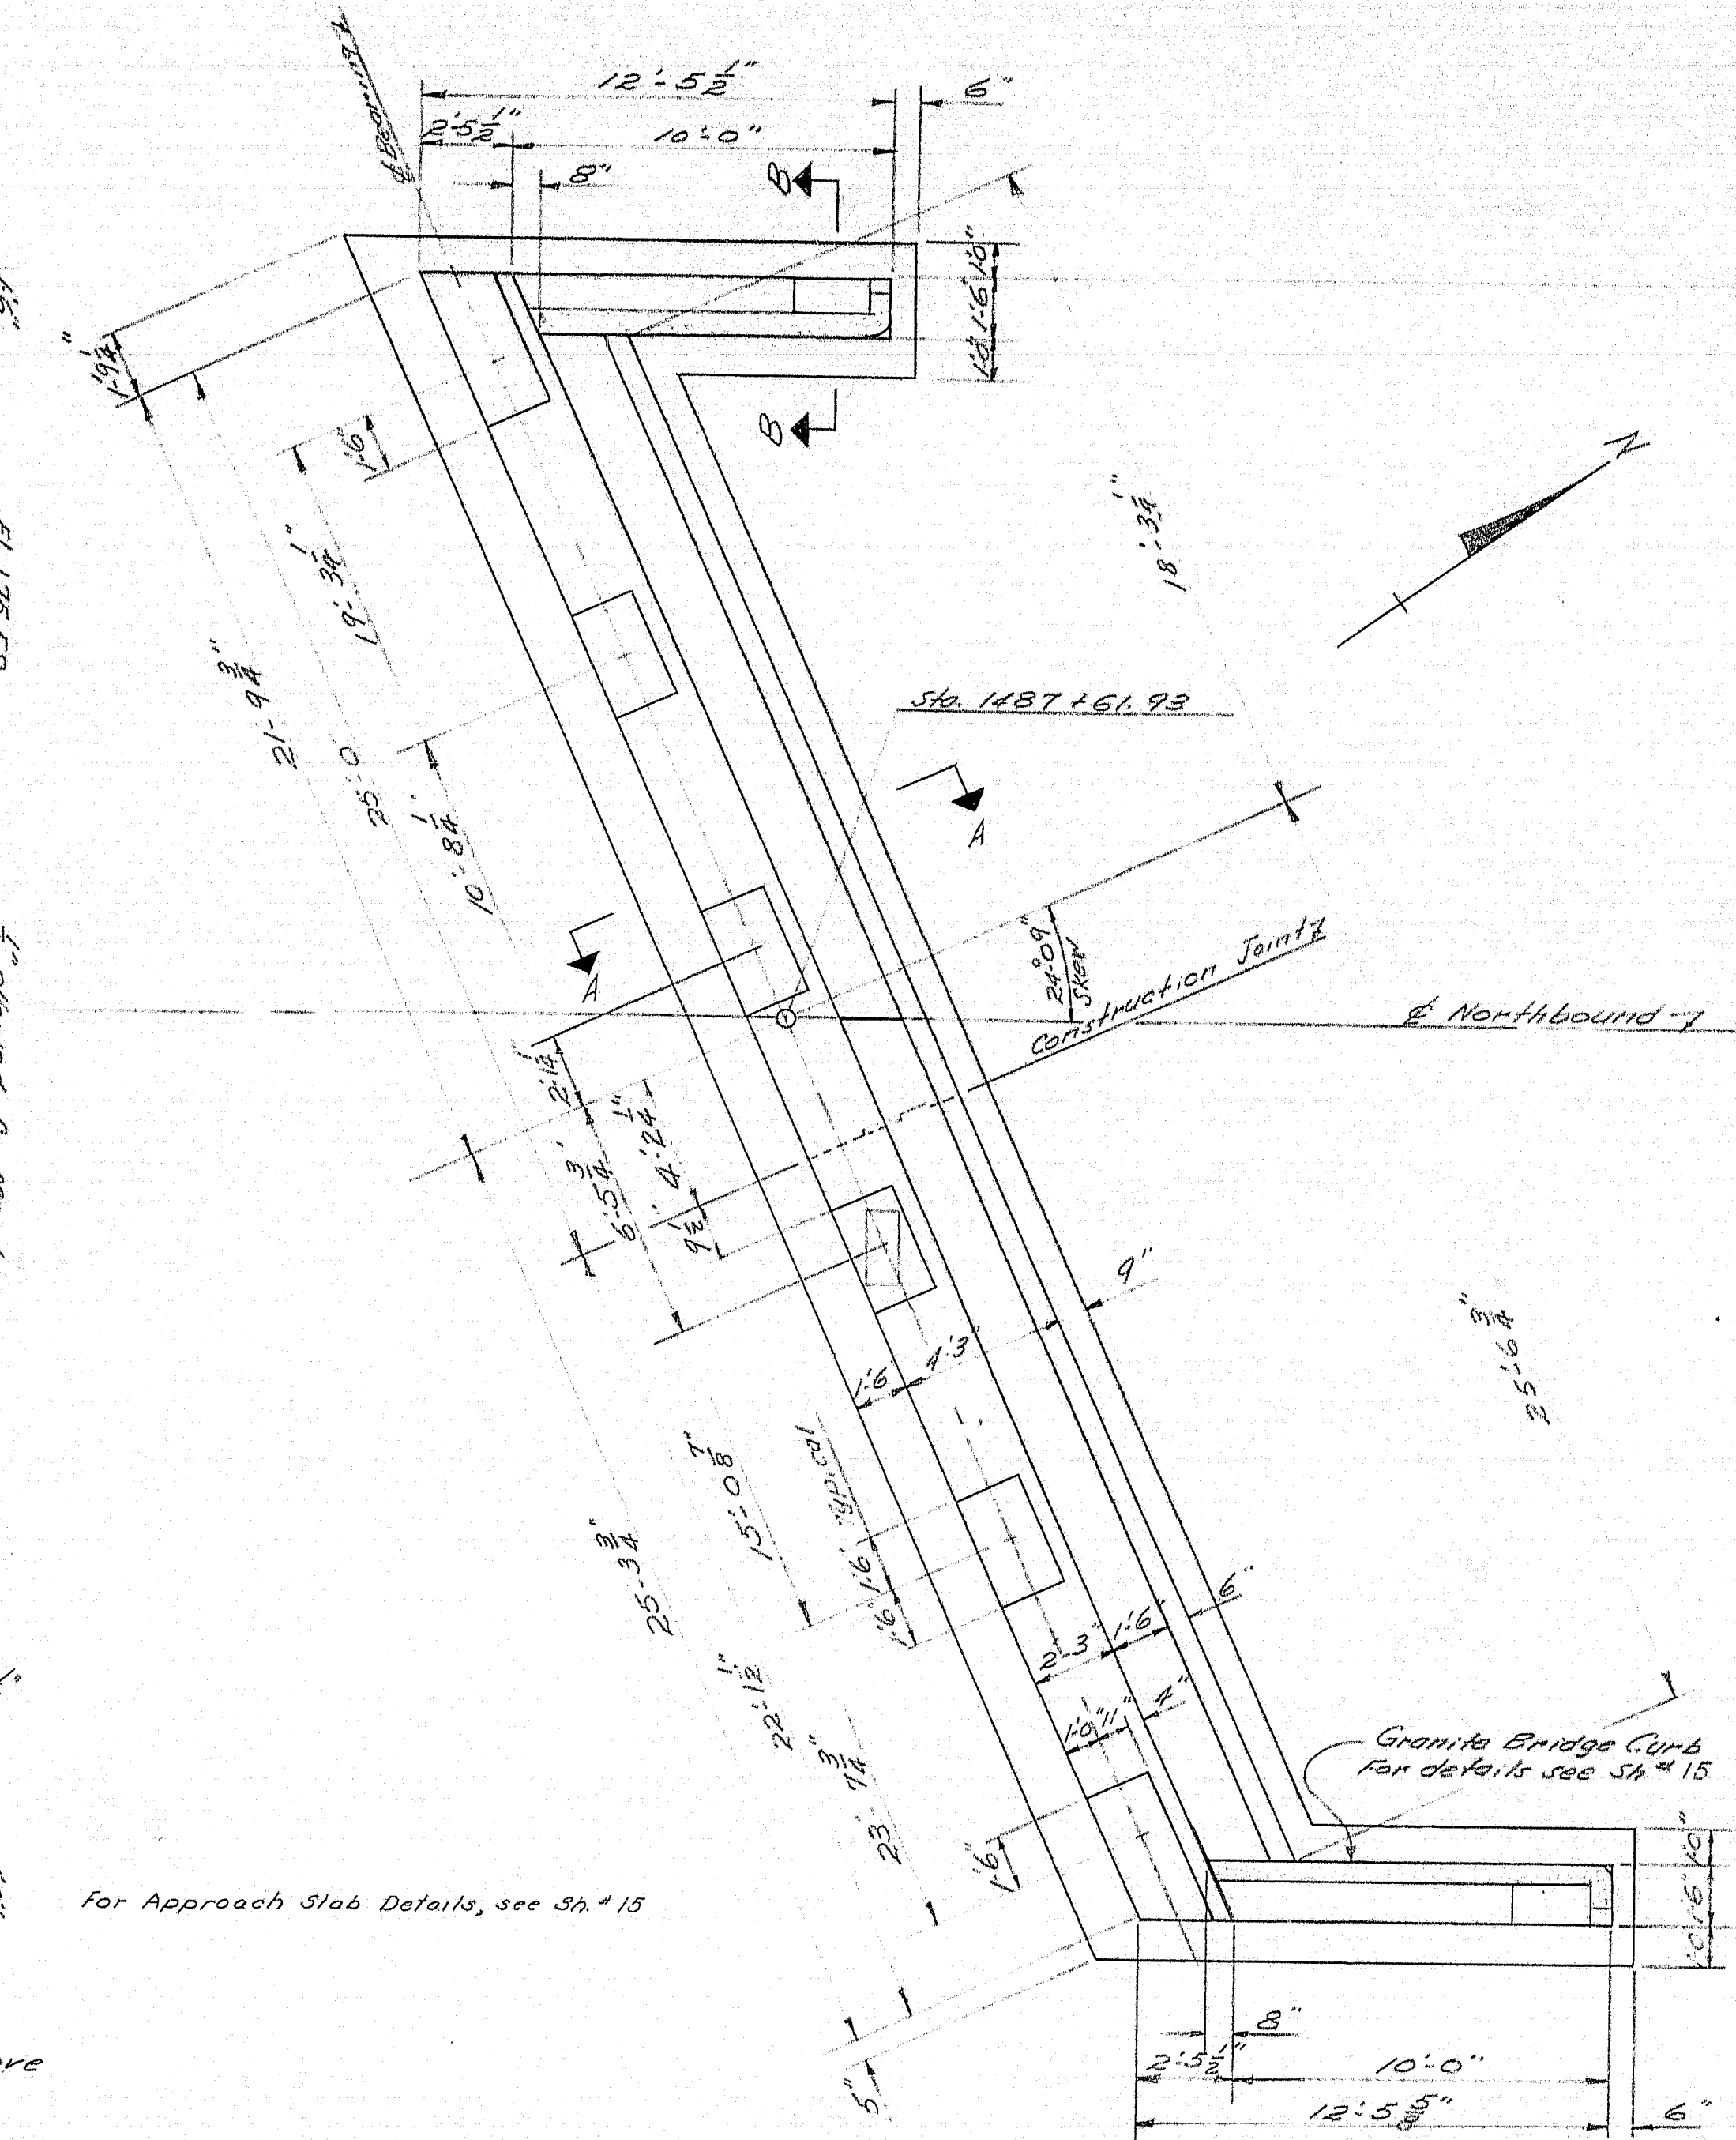 ₵ Bearing
12'-5 1/2"
6"
2'-5 1/2"
10'-0"
8"
B
1'-0" 1'-6" 1'-0"
1'-9 1/4"
1'-6"
B
N
19'-3 1/4"
18'-3 1/4"
21'-9 3/4"
Sta. 1487+61.93
25'-0
10'-8 1/4"
A
A
24°-09"
Skew
Construction Joint
₵ Northbound
2'-1 1/4"
6'-5 3/4"
4'-2 1/4"
9 1/2"
9"
1'-6"
4'-3"
25'-6 3/4"
15'-0 7/8"
1'-6" 1'-6" Typical
25'-3 3/4"
6"
2'-3" 1'-6"
22'-1 1/2"
1'-0" 11" 4"
23'-7 3/4"
Granite Bridge Curb
For details see Sh # 15
1'-6"
1'-0" 1'-6" 1'-0"
For Approach Slab Details, see Sh. # 15
8"
2'-5 1/2"
10'-0"
5"
12'-5 5/8"
6"